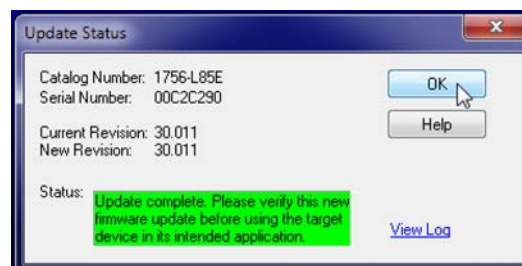 Update Status
Catalog Number: 1756-L85E
Serial Number: 00C2C290
Current Revision: 30.011
New Revision: 30.011
Status: Update complete. Please verify this new
firmware update before using the target
device in its intended application.
OK
Help
View Log